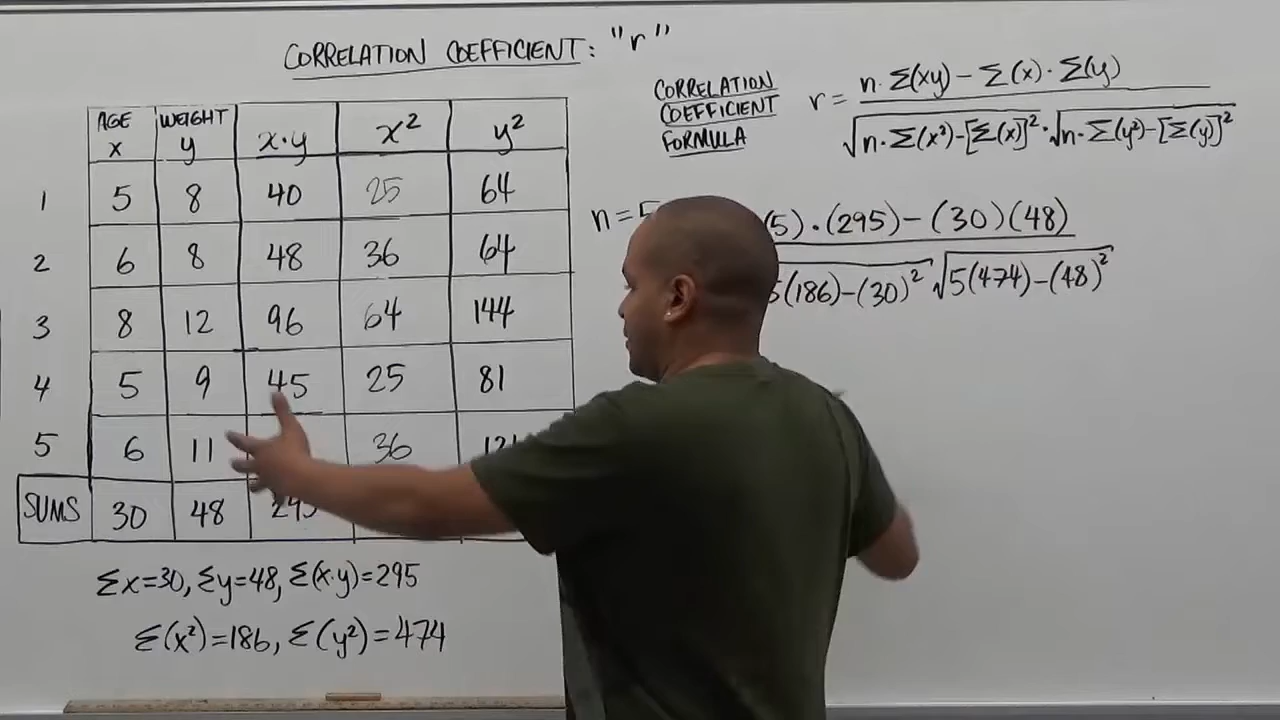 CORRELATION COEFFICIENT: "r"
CORRELATION
COEFFICIENT
FORMULA
r = n·Σ(xy) − Σ(x)·Σ(y)
√n·Σ(x²)−[Σ(x)]² · √n·Σ(y²)−[Σ(y)]²
AGE x WEIGHT y x·y x² y²
1 5 8 40 25 64
2 6 8 48 36 64
3 8 12 96 64 144
4 5 9 45 25 81
5 6 11 36
SUMS 30 48 295
Σx=30, Σy=48, Σ(x·y)=295
Σ(x²)=186, Σ(y²)=474
n=5
(5)·(295)−(30)(48)
5(186)−(30)² √5(474)−(48)²